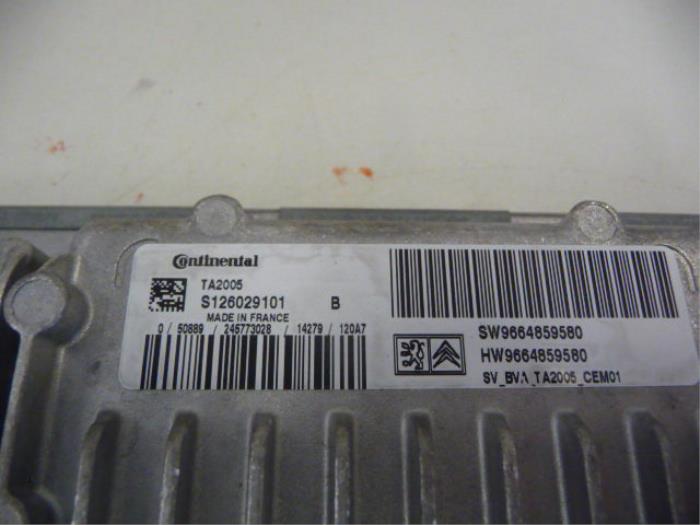 Continental
TA2005
S126029101 B
MADE IN FRANCE
0 / 50889 / 245773028 / 14279 / 120A7
SW9664859580
HW9664859580
SV_BVA_TA2005_CEM01